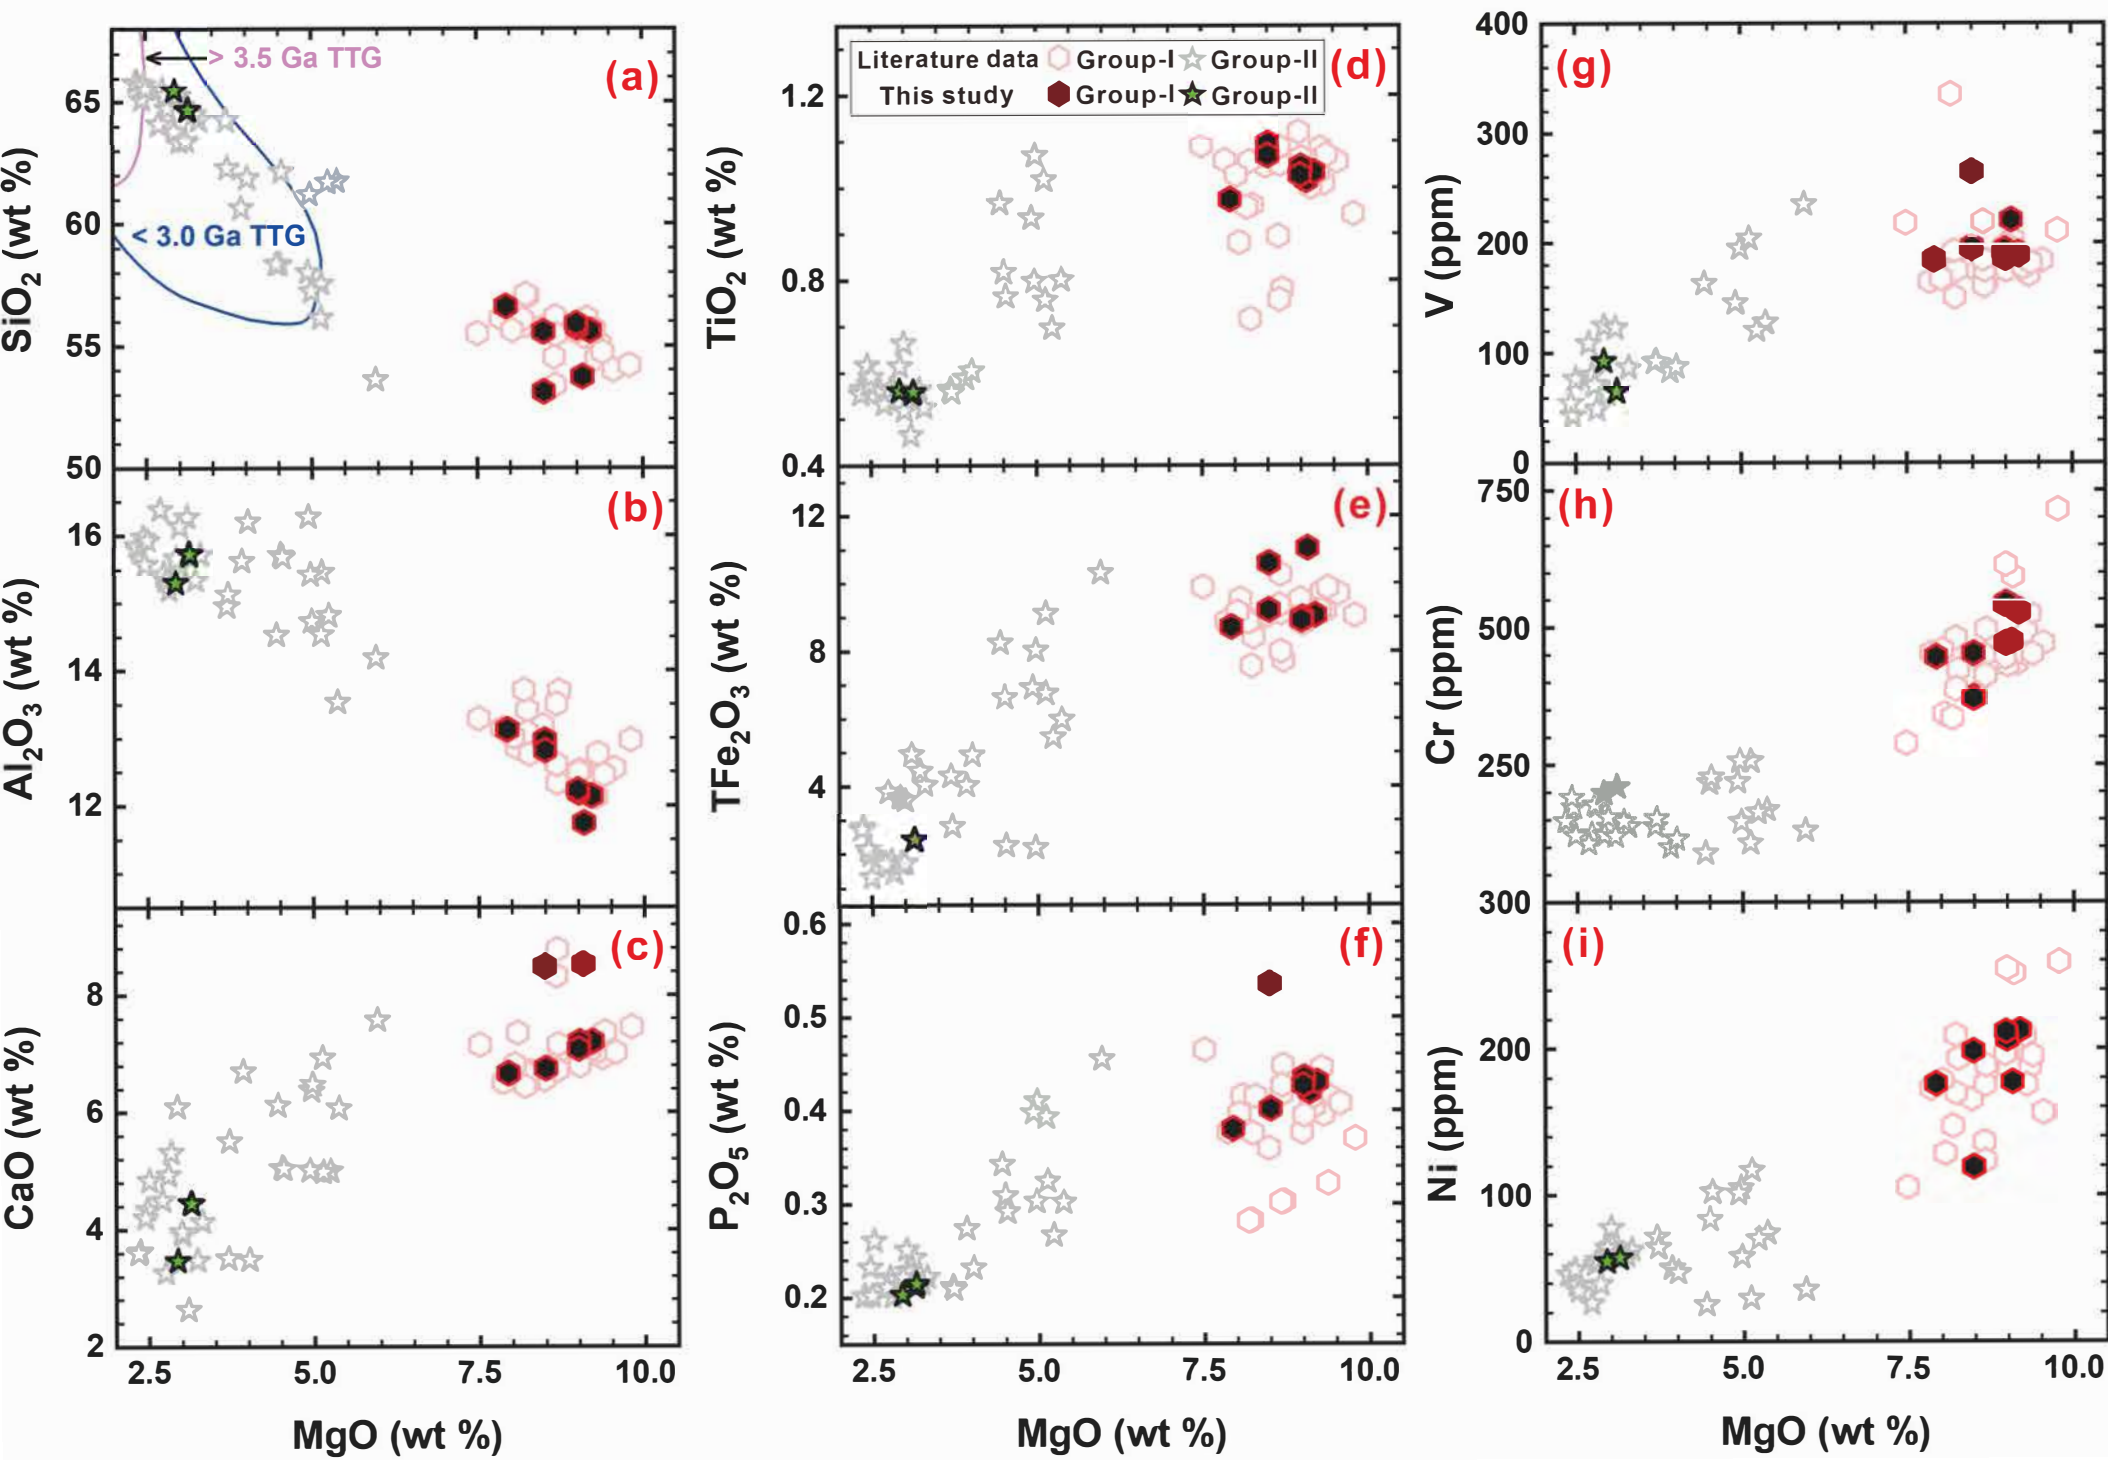 > 3.5 Ga TTG
(a)
65
60
55
50
SiO2 (wt %)
< 3.0 Ga TTG
(b)
16
14
12
Al2O3 (wt %)
(c)
8
6
4
2
CaO (wt %)
2.5 5.0 7.5 10.0
MgO (wt %)
Literature data Group-I Group-II
This study Group-I Group-II
(d)
1.2
0.8
0.4
TiO2 (wt %)
(e)
12
8
4
TFe2O3 (wt %)
(f)
0.6
0.5
0.4
0.3
0.2
P2O5 (wt %)
2.5 5.0 7.5 10.0
MgO (wt %)
(g)
400
300
200
100
0
V (ppm)
(h)
750
500
250
Cr (ppm)
(i)
300
200
100
0
Ni (ppm)
2.5 5.0 7.5 10.0
MgO (wt %)